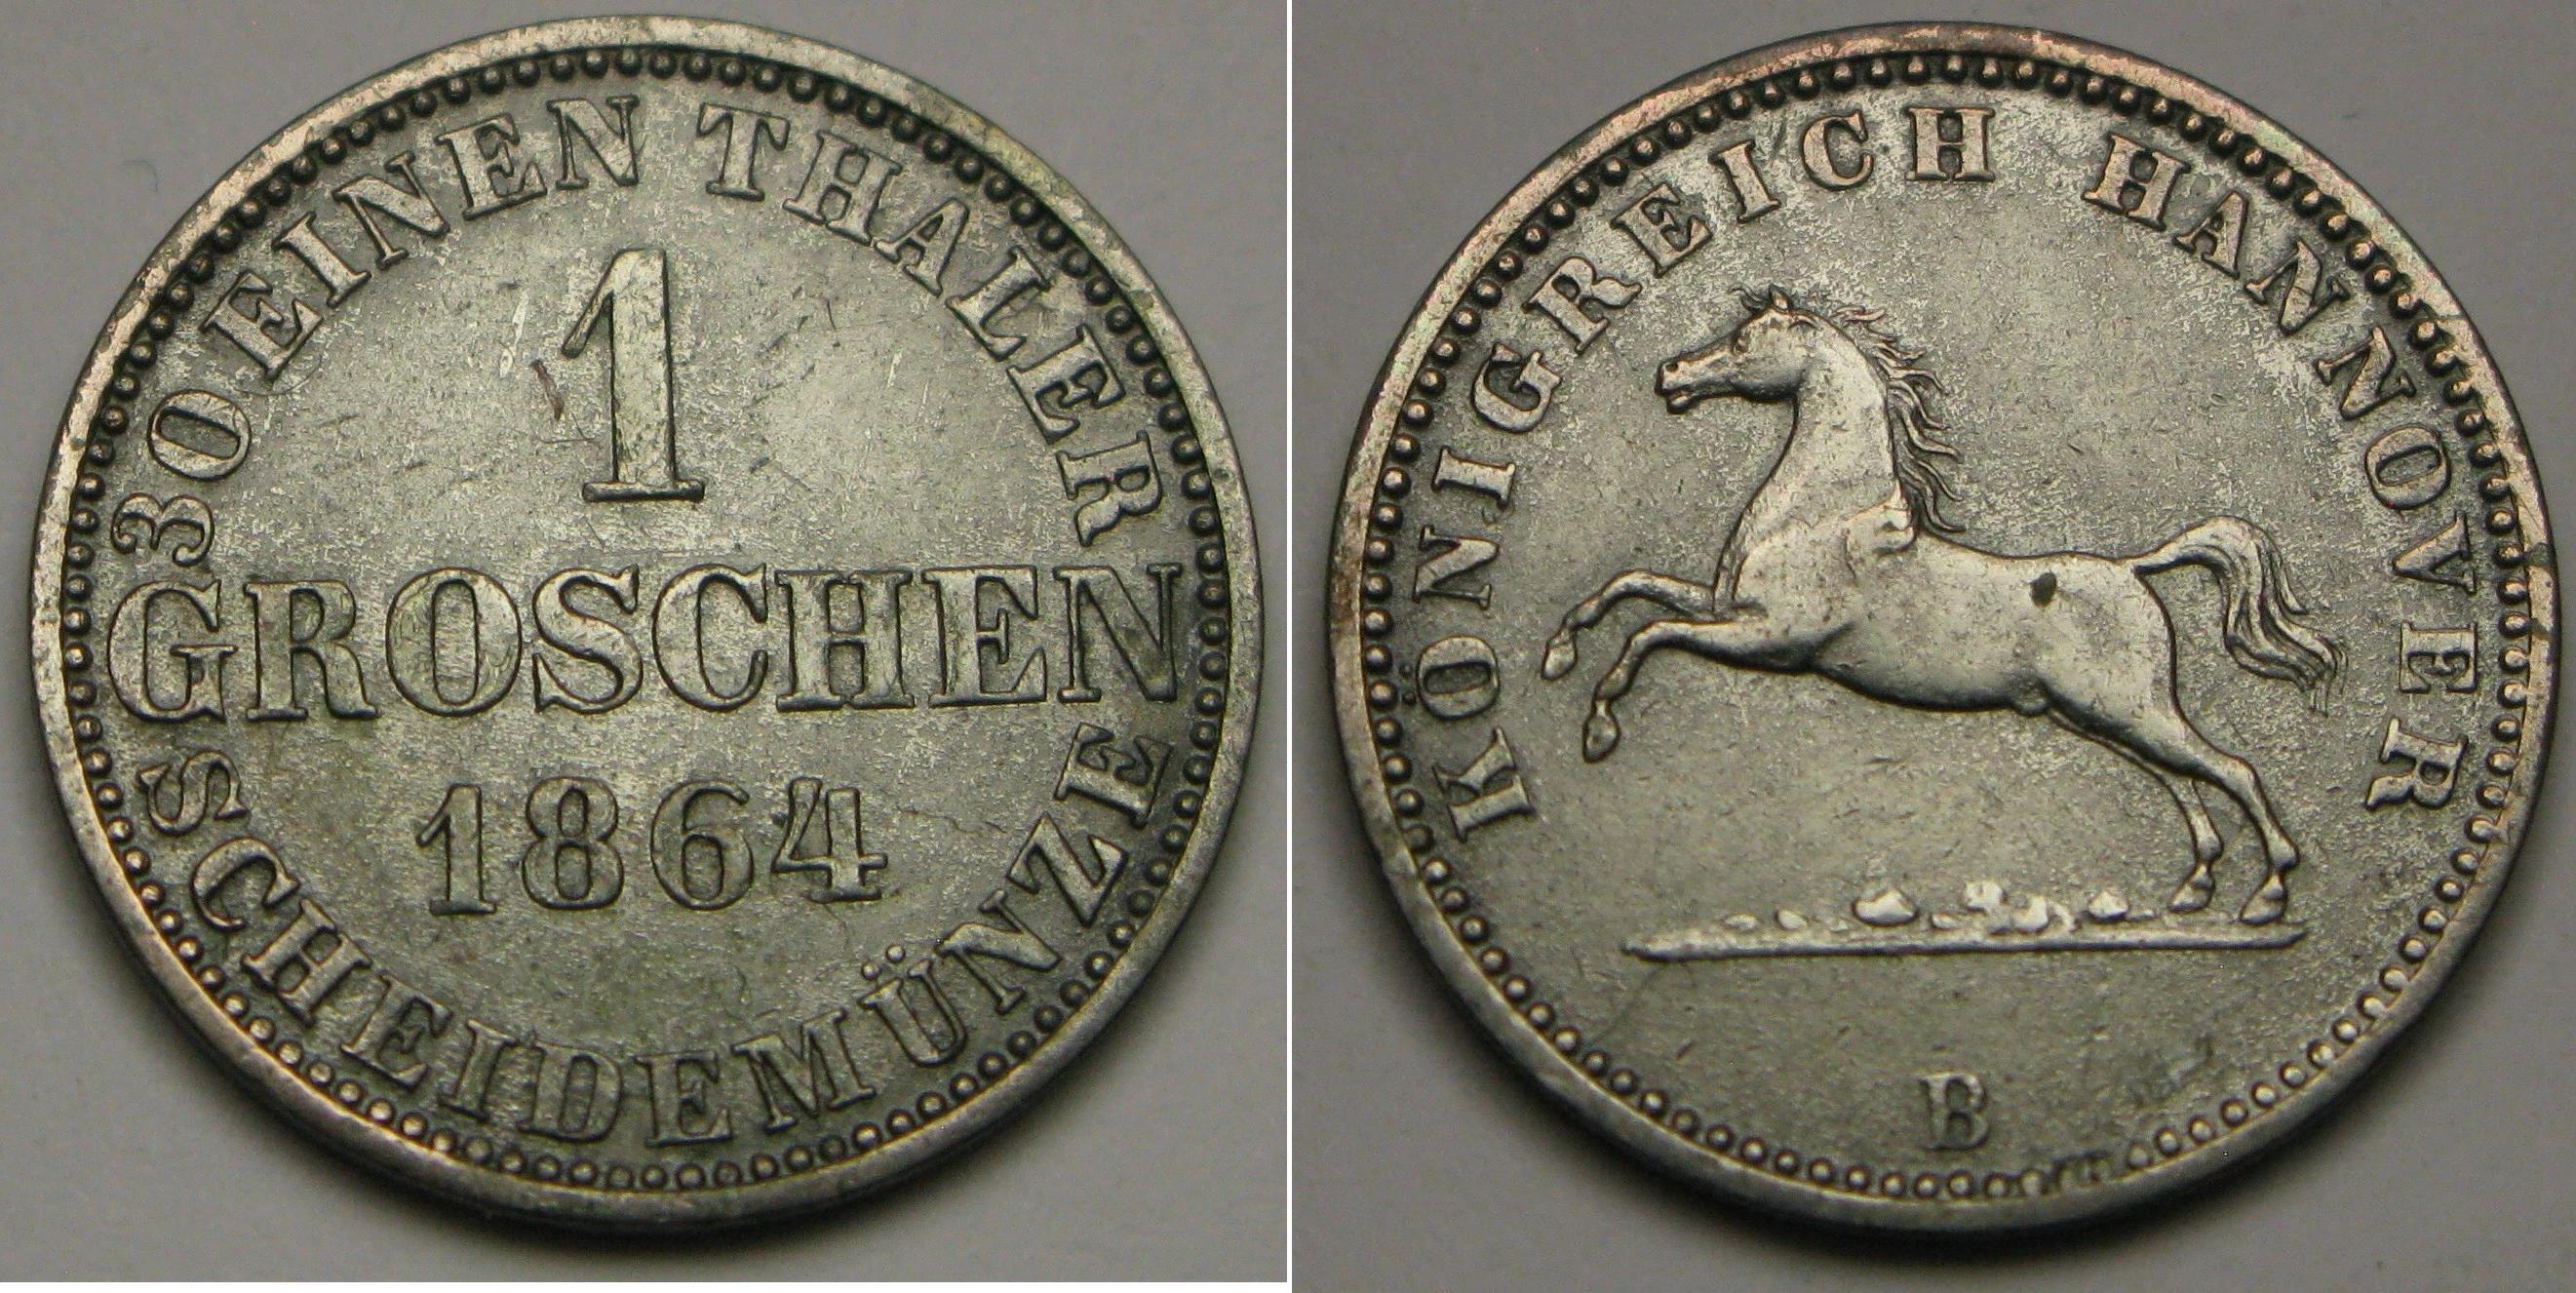 30 EINEN THALER
1
GROSCHEN
1864
SCHEIDEMÜNZE
KÖNIGREICH HANNOVER
B